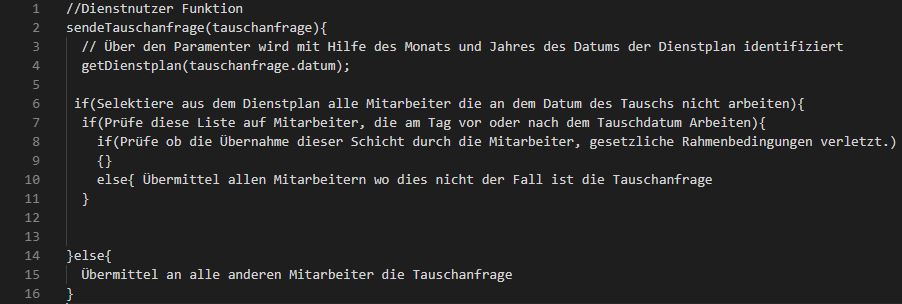 1 //Dienstnutzer Funktion
2 sendeTauschanfrage(tauschanfrage){
3 // Über den Paramenter wird mit Hilfe des Monats und Jahres des Datums der Dienstplan identifiziert
4 getDienstplan(tauschanfrage.datum);
5
6 if(Selektiere aus dem Dienstplan alle Mitarbeiter die an dem Datum des Tauschs nicht arbeiten){
7 if(Prüfe diese Liste auf Mitarbeiter, die am Tag vor oder nach dem Tauschdatum Arbeiten){
8 if(Prüfe ob die Übernahme dieser Schicht durch die Mitarbeiter, gesetzliche Rahmenbedingungen verletzt.)
9 {}
10 else{ Übermittel allen Mitarbeitern wo dies nicht der Fall ist die Tauschanfrage
11 }
12
13
14 }else{
15 Übermittel an alle anderen Mitarbeiter die Tauschanfrage
16 }